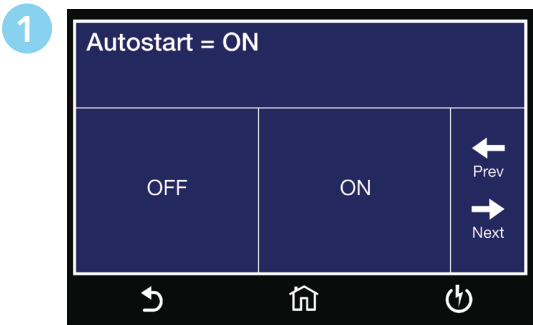 1
Autostart = ON
OFF
ON
Prev
Next